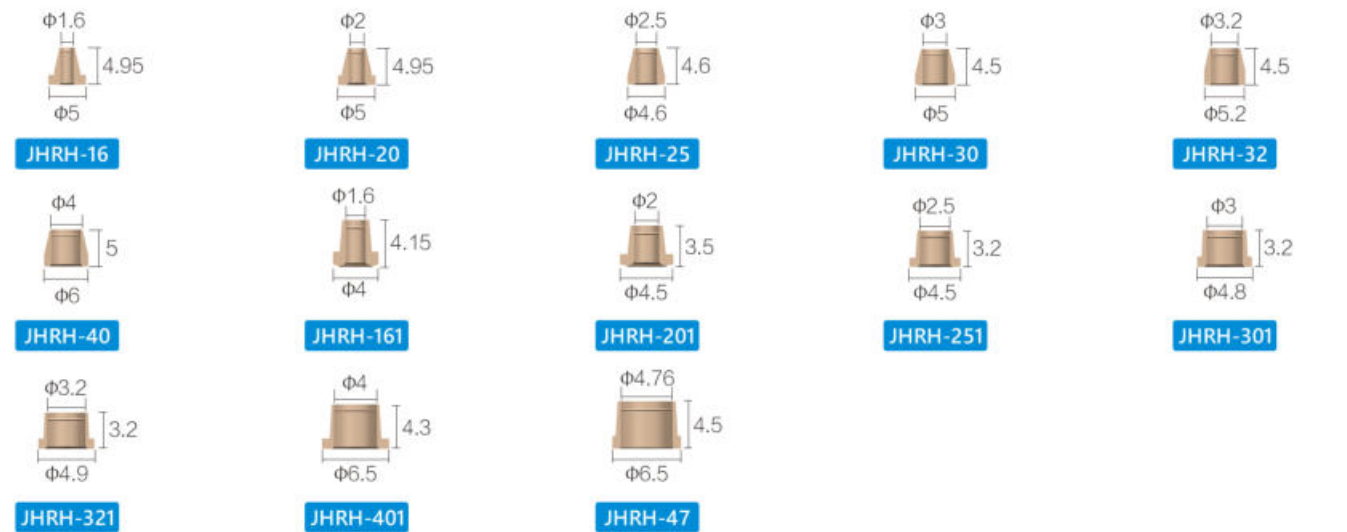 Φ1.6 Φ2 Φ2.5 Φ3 Φ3.2
4.95 4.95 4.6 4.5 4.5
Φ5 Φ5 Φ4.6 Φ5 Φ5.2
JHRH-16 JHRH-20 JHRH-25 JHRH-30 JHRH-32
Φ4 Φ1.6 Φ2 Φ2.5 Φ3
5 4.15 3.5 3.2 3.2
Φ6 Φ4 Φ4.5 Φ4.5 Φ4.8
JHRH-40 JHRH-161 JHRH-201 JHRH-251 JHRH-301
Φ3.2 Φ4 Φ4.76
3.2 4.3 4.5
Φ4.9 Φ6.5 Φ6.5
JHRH-321 JHRH-401 JHRH-47